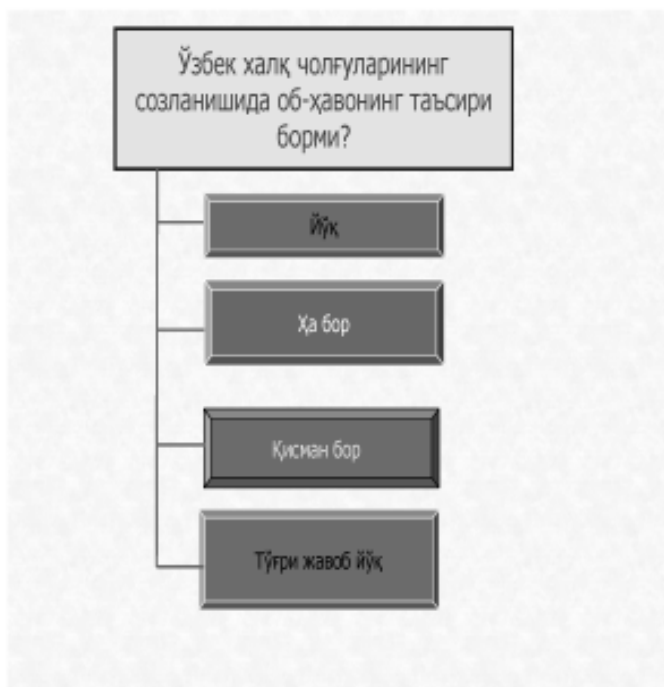 Ўзбек халқ чолғуларининг
созланишида об-ҳавонинг таъсири
борми?
Йўқ
Ҳа бор
Қисман бор
Тўғри жавоб йўқ